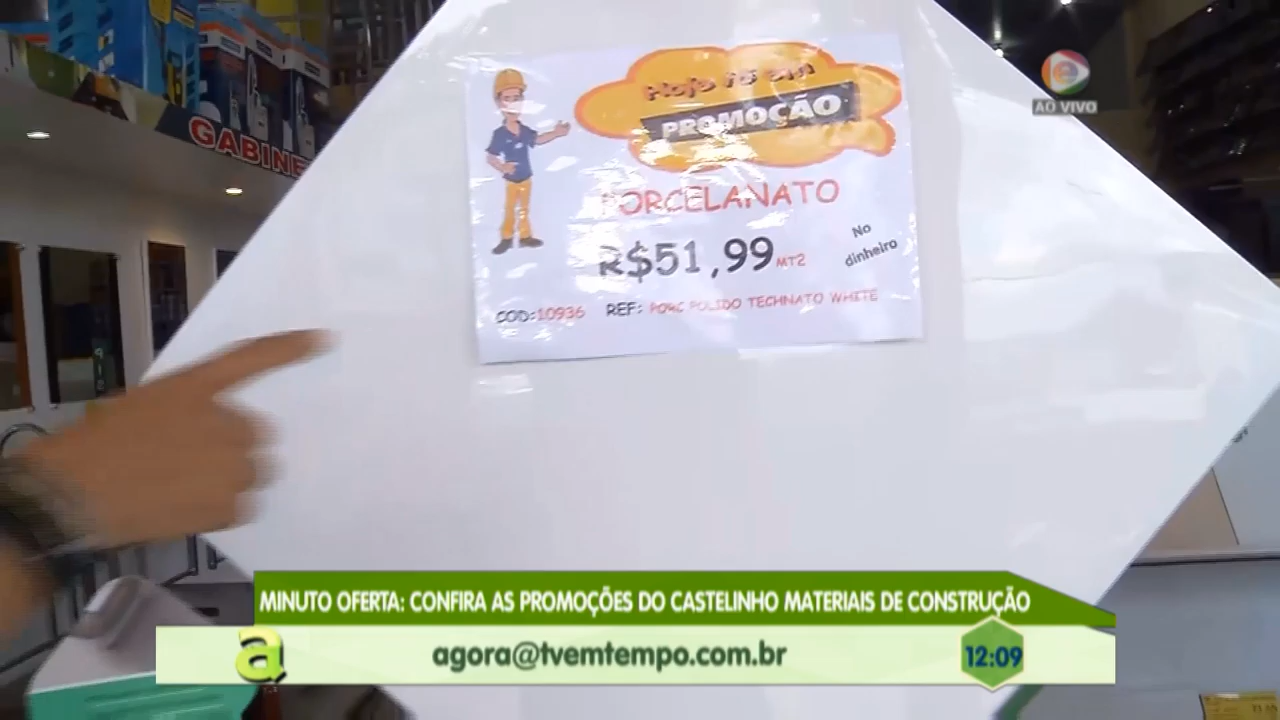 AO VIVO
GABINE
Hoje tá em
PROMOÇÃO
PORCELANATO
R$51,99 MT2
No dinheiro
COD:10936 REF: PORC POLIDO TECHNATO WHITE
MINUTO OFERTA: CONFIRA AS PROMOÇÕES DO CASTELINHO MATERIAIS DE CONSTRUÇÃO
a
agora@tvemtempo.com.br
12:09